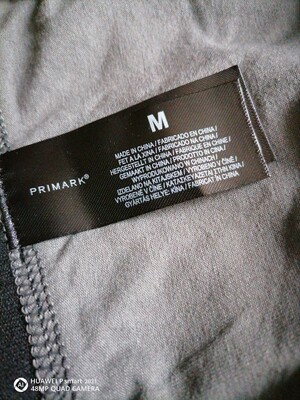 M
MADE IN CHINA / FABRICADO EN CHINA /
FET A LA XINA / FABRICADO NA CHINA /
HERGESTELLT IN CHINA / FABRIQUE EN CHINE /
GEMAAKT IN CHINA / PRODOTTO IN CINA /
WYPRODUKOWANO W CHINACH /
IZDELANO NA KITAJSKEM / VYROBENO V ČÍNĚ /
VYROBENÉ V ČÍNE / ΚΑΤΑΣΚΕΥΑΖΕΤΑΙ ΣΤΗΝ ΚΙΝΑ /
GYÁRTÁS HELYE: KÍNA / FABRICAT ÎN CHINA
PRIMARK®
HUAWEI P smart 2021
48MP QUAD CAMERA